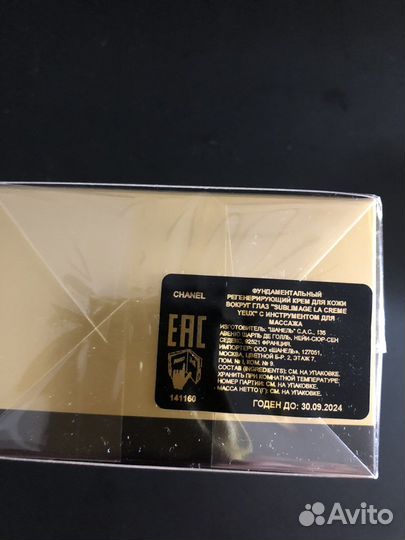 CHANEL
EAC
141160
ФУНДАМЕНТАЛЬНЫЙ
РЕГЕНЕРИРУЮЩИЙ КРЕМ ДЛЯ КОЖИ
ВОКРУГ ГЛАЗ "SUBLIMAGE LA CREME
YEUX" С ИНСТРУМЕНТОМ ДЛЯ
МАССАЖА
ИЗГОТОВИТЕЛЬ: "ШАНЕЛЬ" С.А.С., 135
АВЕНЮ ШАРЛЬ ДЕ ГОЛЛЬ, НЕЙИ-СЮР-СЕН
СЕДЕКС, 92521 ФРАНЦИЯ.
ИМПОРТЕР: ООО «ШАНЕЛЬ», 127051,
МОСКВА, ЦВЕТНОЙ Б-Р, 2, ЭТАЖ 7,
ПОМ. № I, КОМ. № 9.
СОСТАВ (INGREDIENTS): СМ. НА УПАКОВКЕ.
ХРАНИТЬ ПРИ КОМНАТНОЙ ТЕМПЕРАТУРЕ;
НОМЕР ПАРТИИ: СМ. НА УПАКОВКЕ.
МАССА НЕТТО (Г): СМ. НА УПАКОВКЕ.
ГОДЕН ДО: 30.09.2024
Avito